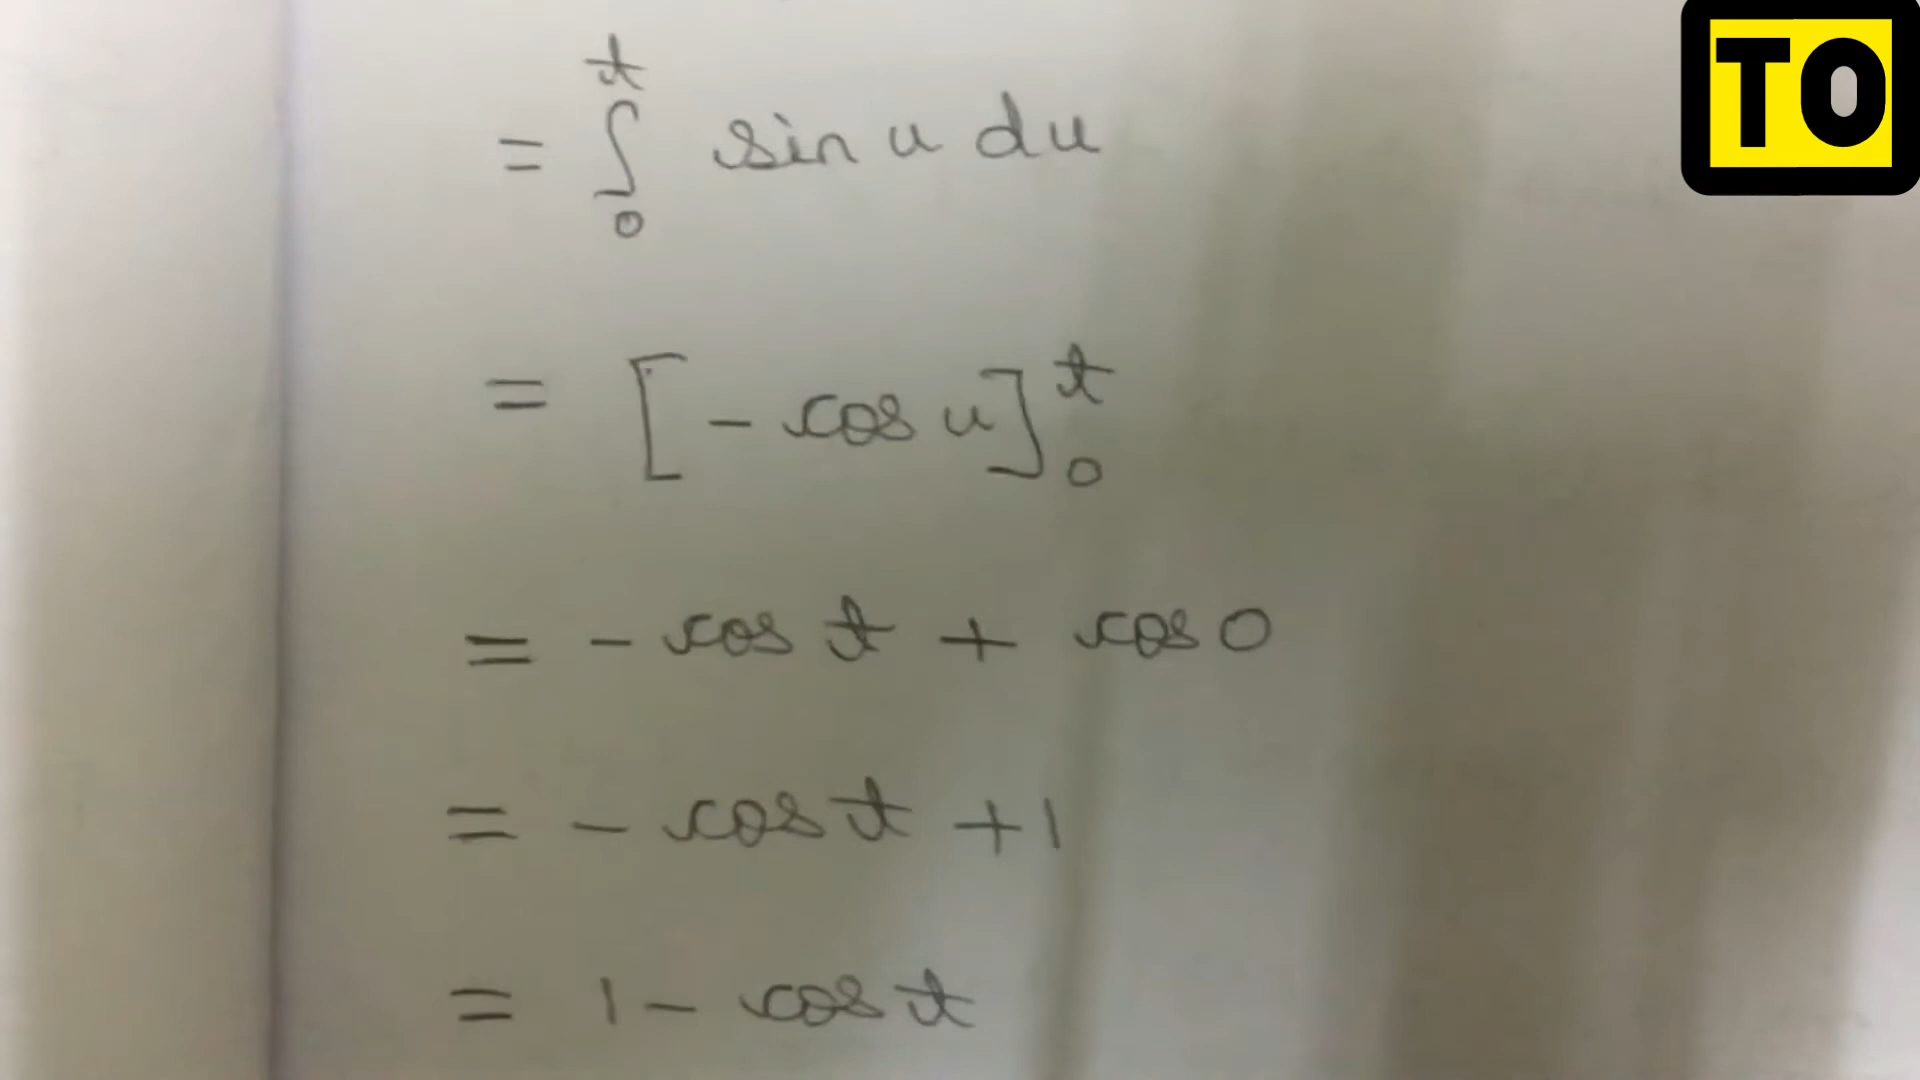 TO
= ∫₀ᵗ sin u du
= [- cos u]₀ᵗ
= - cos t + cos 0
= - cos t + 1
= 1 - cos t